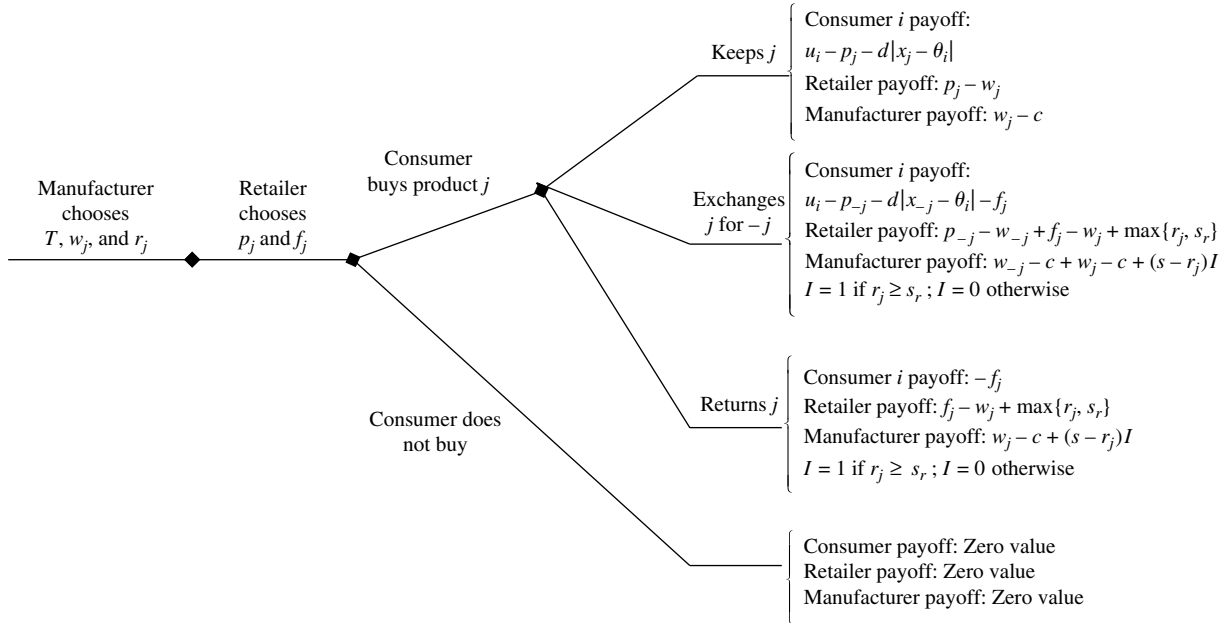 Manufacturer
chooses
T, w_j, and r_j
Retailer
chooses
p_j and f_j
Consumer
buys product j
Consumer does
not buy
Keeps j
Consumer i payoff:
u_i – p_j – d|x_j – θ_i|
Retailer payoff: p_j – w_j
Manufacturer payoff: w_j – c
Exchanges
j for –j
Consumer i payoff:
u_i – p_{–j} – d|x_{–j} – θ_i| – f_j
Retailer payoff: p_{–j} – w_{–j} + f_j – w_j + max{r_j, s_r}
Manufacturer payoff: w_{–j} – c + w_j – c + (s – r_j)I
I = 1 if r_j ≥ s_r ; I = 0 otherwise
Returns j
Consumer i payoff: – f_j
Retailer payoff: f_j – w_j + max{r_j, s_r}
Manufacturer payoff: w_j – c + (s – r_j)I
I = 1 if r_j ≥ s_r ; I = 0 otherwise
Consumer payoff: Zero value
Retailer payoff: Zero value
Manufacturer payoff: Zero value